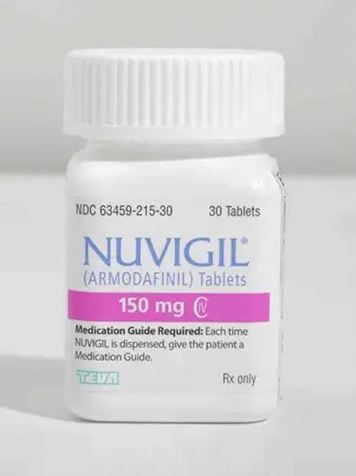 NDC 63459-215-30 30 Tablets
NUVIGIL®
(ARMODAFINIL) Tablets
150 mg CIV
Medication Guide Required: Each time
NUVIGIL is dispensed, give the patient a
Medication Guide.
TEVA Rx only